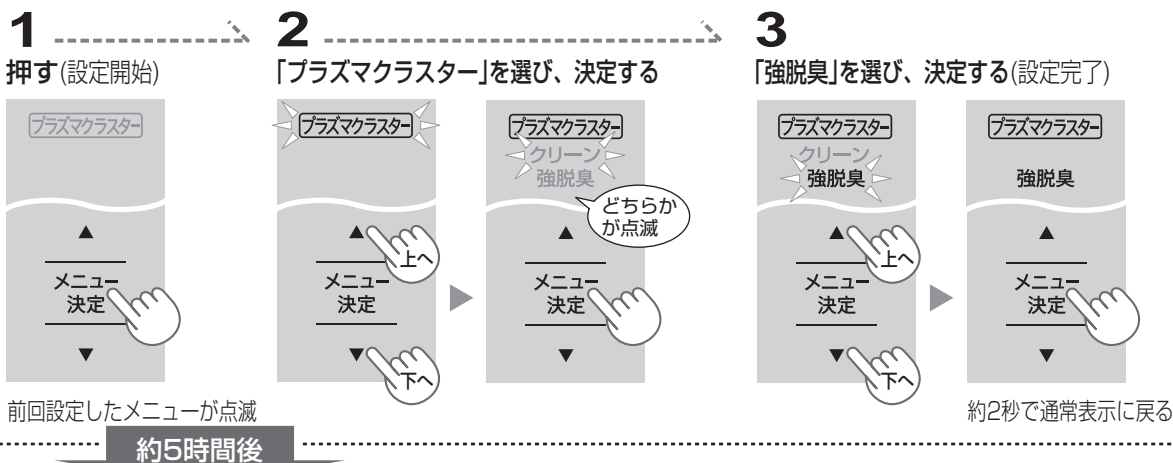 1
押す(設定開始)
プラズマクラスター
▲
メニュー
決定
▼
前回設定したメニューが点滅
2
「プラズマクラスター」を選び、決定する
プラズマクラスター
▲
上へ
メニュー
決定
▼
下へ
プラズマクラスター
クリーン
強脱臭
どちらか
が点滅
▲
メニュー
決定
▼
3
「強脱臭」を選び、決定する(設定完了)
プラズマクラスター
クリーン
強脱臭
▲
上へ
メニュー
決定
▼
下へ
プラズマクラスター
強脱臭
▲
メニュー
決定
▼
約2秒で通常表示に戻る
約5時間後